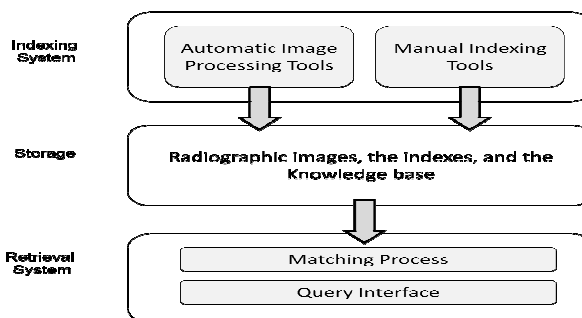 Indexing
System
Automatic Image
Processing Tools
Manual Indexing
Tools
Storage
Radiographic images, the indexes, and the
Knowledge base
Retrieval
System
Matching Process
Query Interface